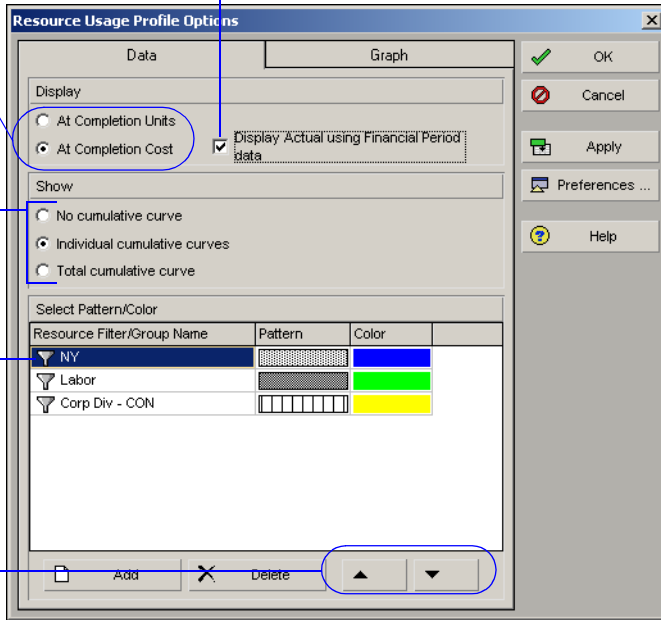 Resource Usage Profile Options
Data
Graph
OK
Cancel
Apply
Preferences ...
Help
Display
At Completion Units
At Completion Cost
Display Actual using Financial Period
data
Show
No cumulative curve
Individual cumulative curves
Total cumulative curve
Select Pattern/Color
Resource Filter/Group Name Pattern Color
NY
Labor
Corp Div - CON
Add
Delete